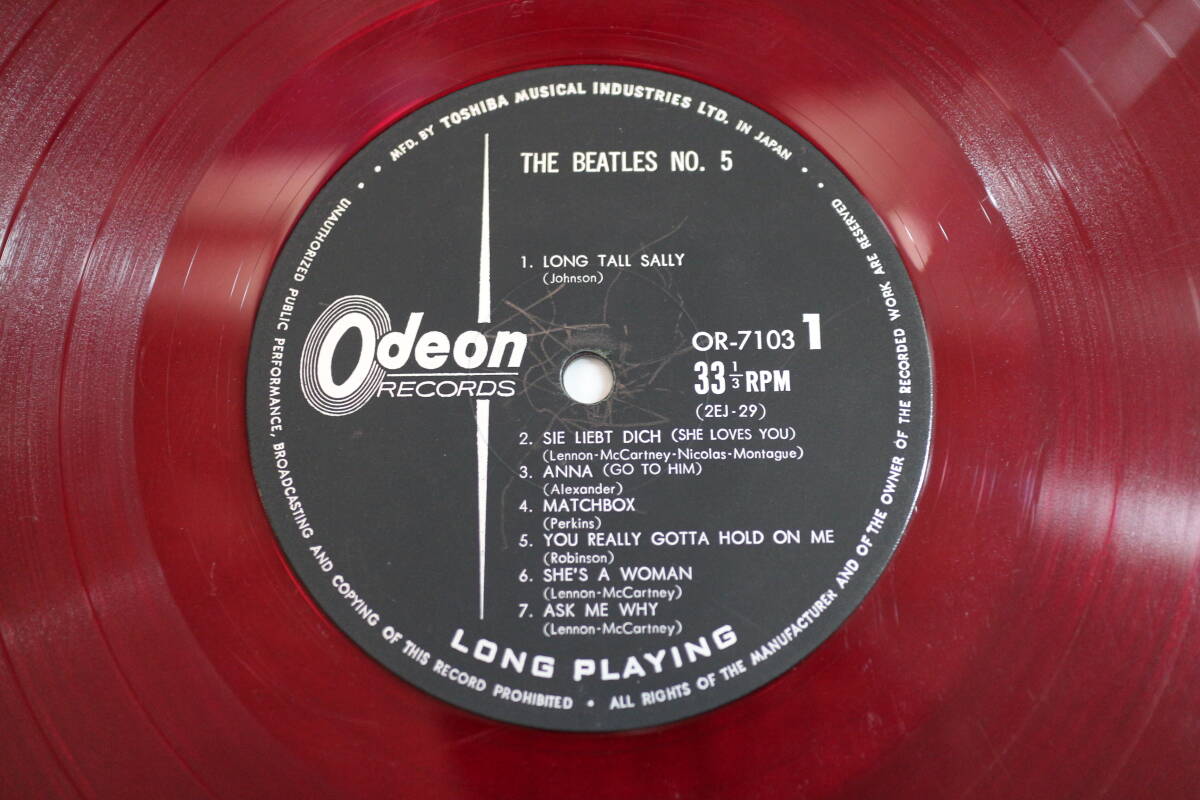 MFD. BY TOSHIBA MUSICAL INDUSTRIES LTD. IN JAPAN
THE BEATLES NO. 5
1. LONG TALL SALLY
(Johnson)
Odeon
RECORDS
OR-7103 1
33 1/3 RPM
(2EJ-29)
2. SIE LIEBT DICH (SHE LOVES YOU)
(Lennon-McCartney-Nicolas-Montague)
3. ANNA (GO TO HIM)
(Alexander)
4. MATCHBOX
(Perkins)
5. YOU REALLY GOTTA HOLD ON ME
(Robinson)
6. SHE'S A WOMAN
(Lennon-McCartney)
7. ASK ME WHY
(Lennon-McCartney)
LONG PLAYING
UNAUTHORIZED PUBLIC PERFORMANCE, BROADCASTING AND COPYING OF THIS RECORD PROHIBITED • ALL RIGHTS OF THE MANUFACTURER AND OF THE OWNER OF THE RECORDED WORK ARE RESERVED